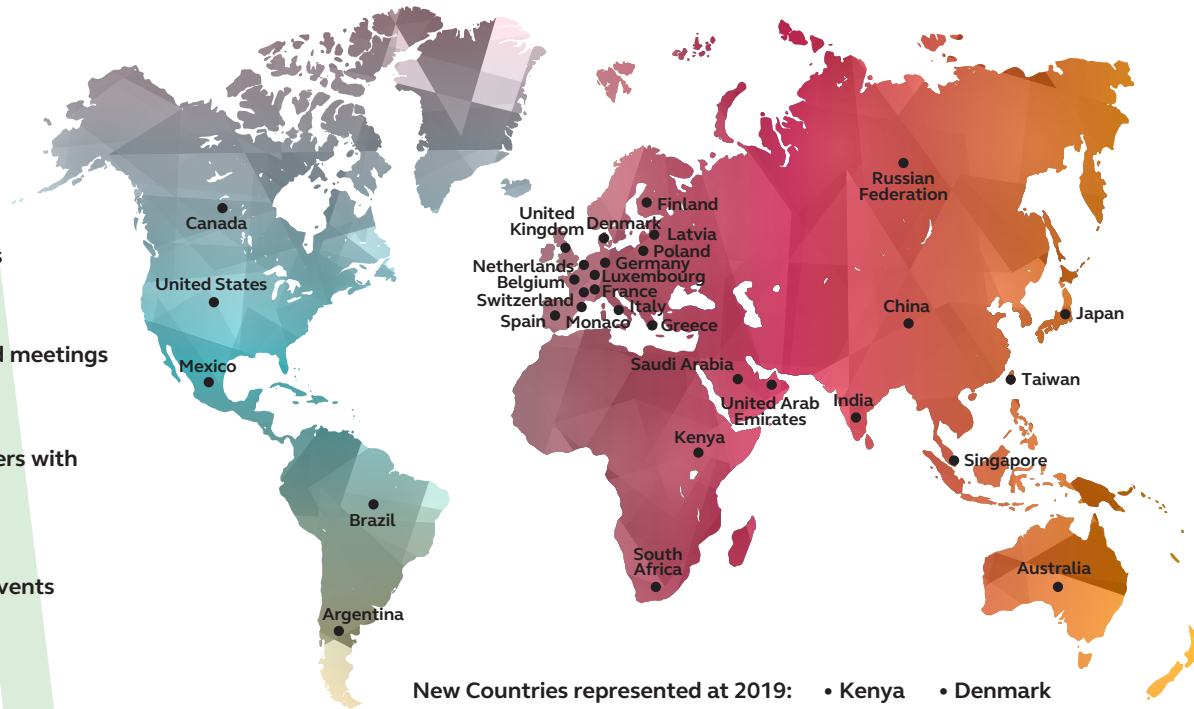 s
d meetings
ers with
vents
Canada
United States
Mexico
Brazil
Argentina
United
Kingdom
Denmark
Finland
Latvia
Poland
Netherlands
Germany
Belgium
Luxembourg
Switzerland
France
Spain
Monaco
Italy
Greece
Russian
Federation
China
Japan
Taiwan
Saudi Arabia
United Arab
Emirates
India
Kenya
Singapore
South
Africa
Australia
New Countries represented at 2019: • Kenya • Denmark